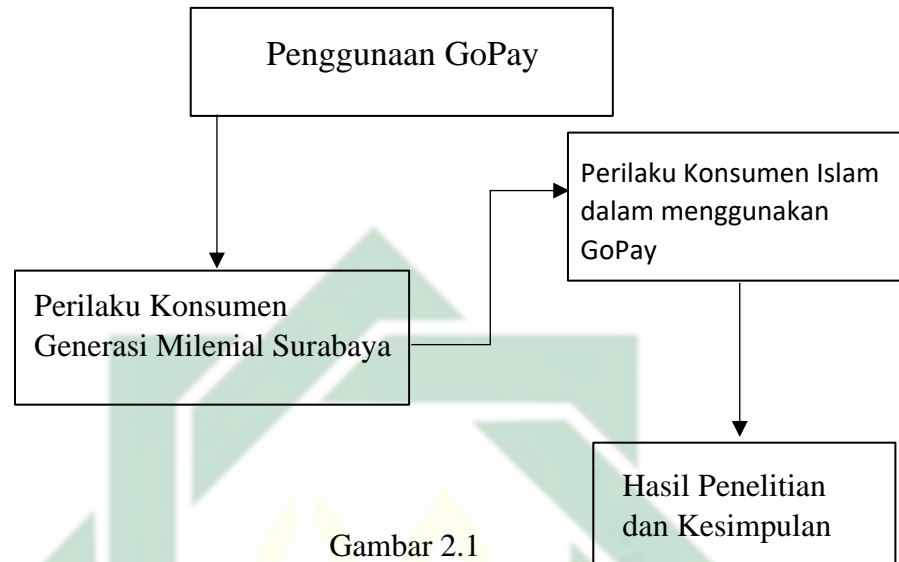 Penggunaan GoPay
Perilaku Konsumen Islam
dalam menggunakan
GoPay
Perilaku Konsumen
Generasi Milenial Surabaya
Hasil Penelitian
dan Kesimpulan
Gambar 2.1